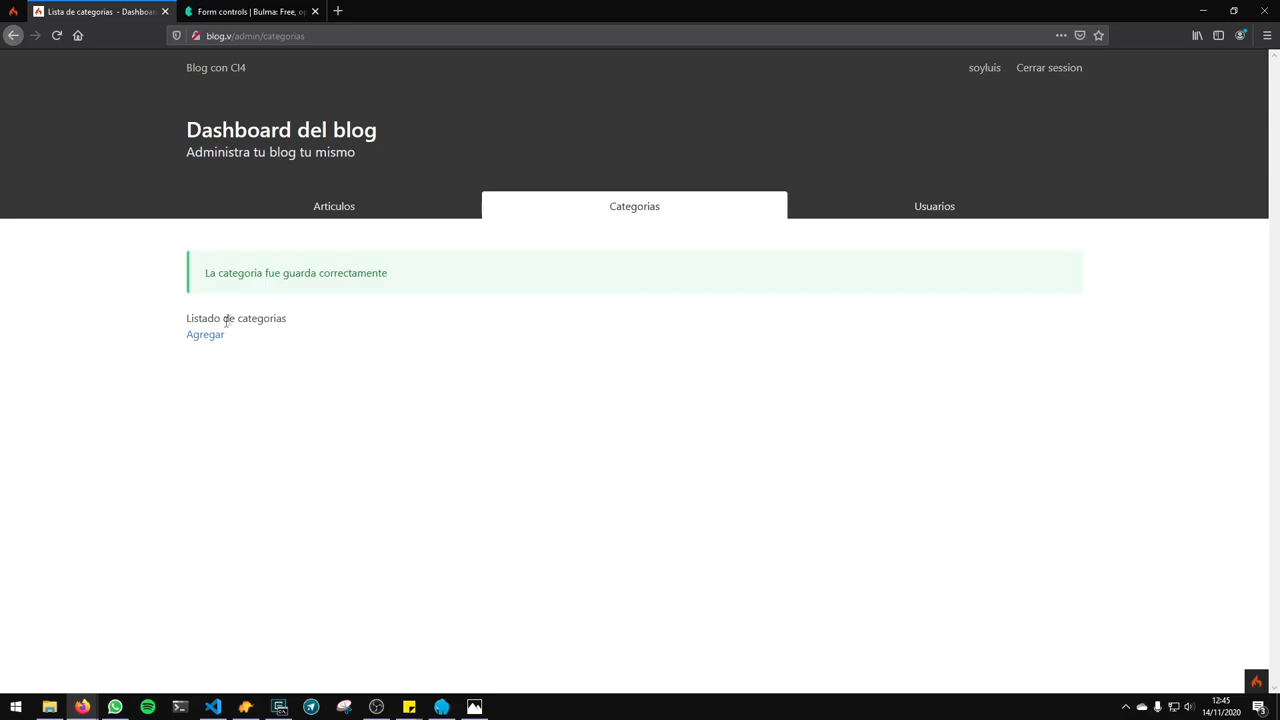 Lista de categorias - Dashboar
Form controls | Bulma: Free, op
blog.v/admin/categorias
Blog con CI4
soyluis
Cerrar session
Dashboard del blog
Administra tu blog tu mismo
Articulos
Categorias
Usuarios
La categoria fue guarda correctamente
Listado de categorias
Agregar
12:45
14/11/2020
3